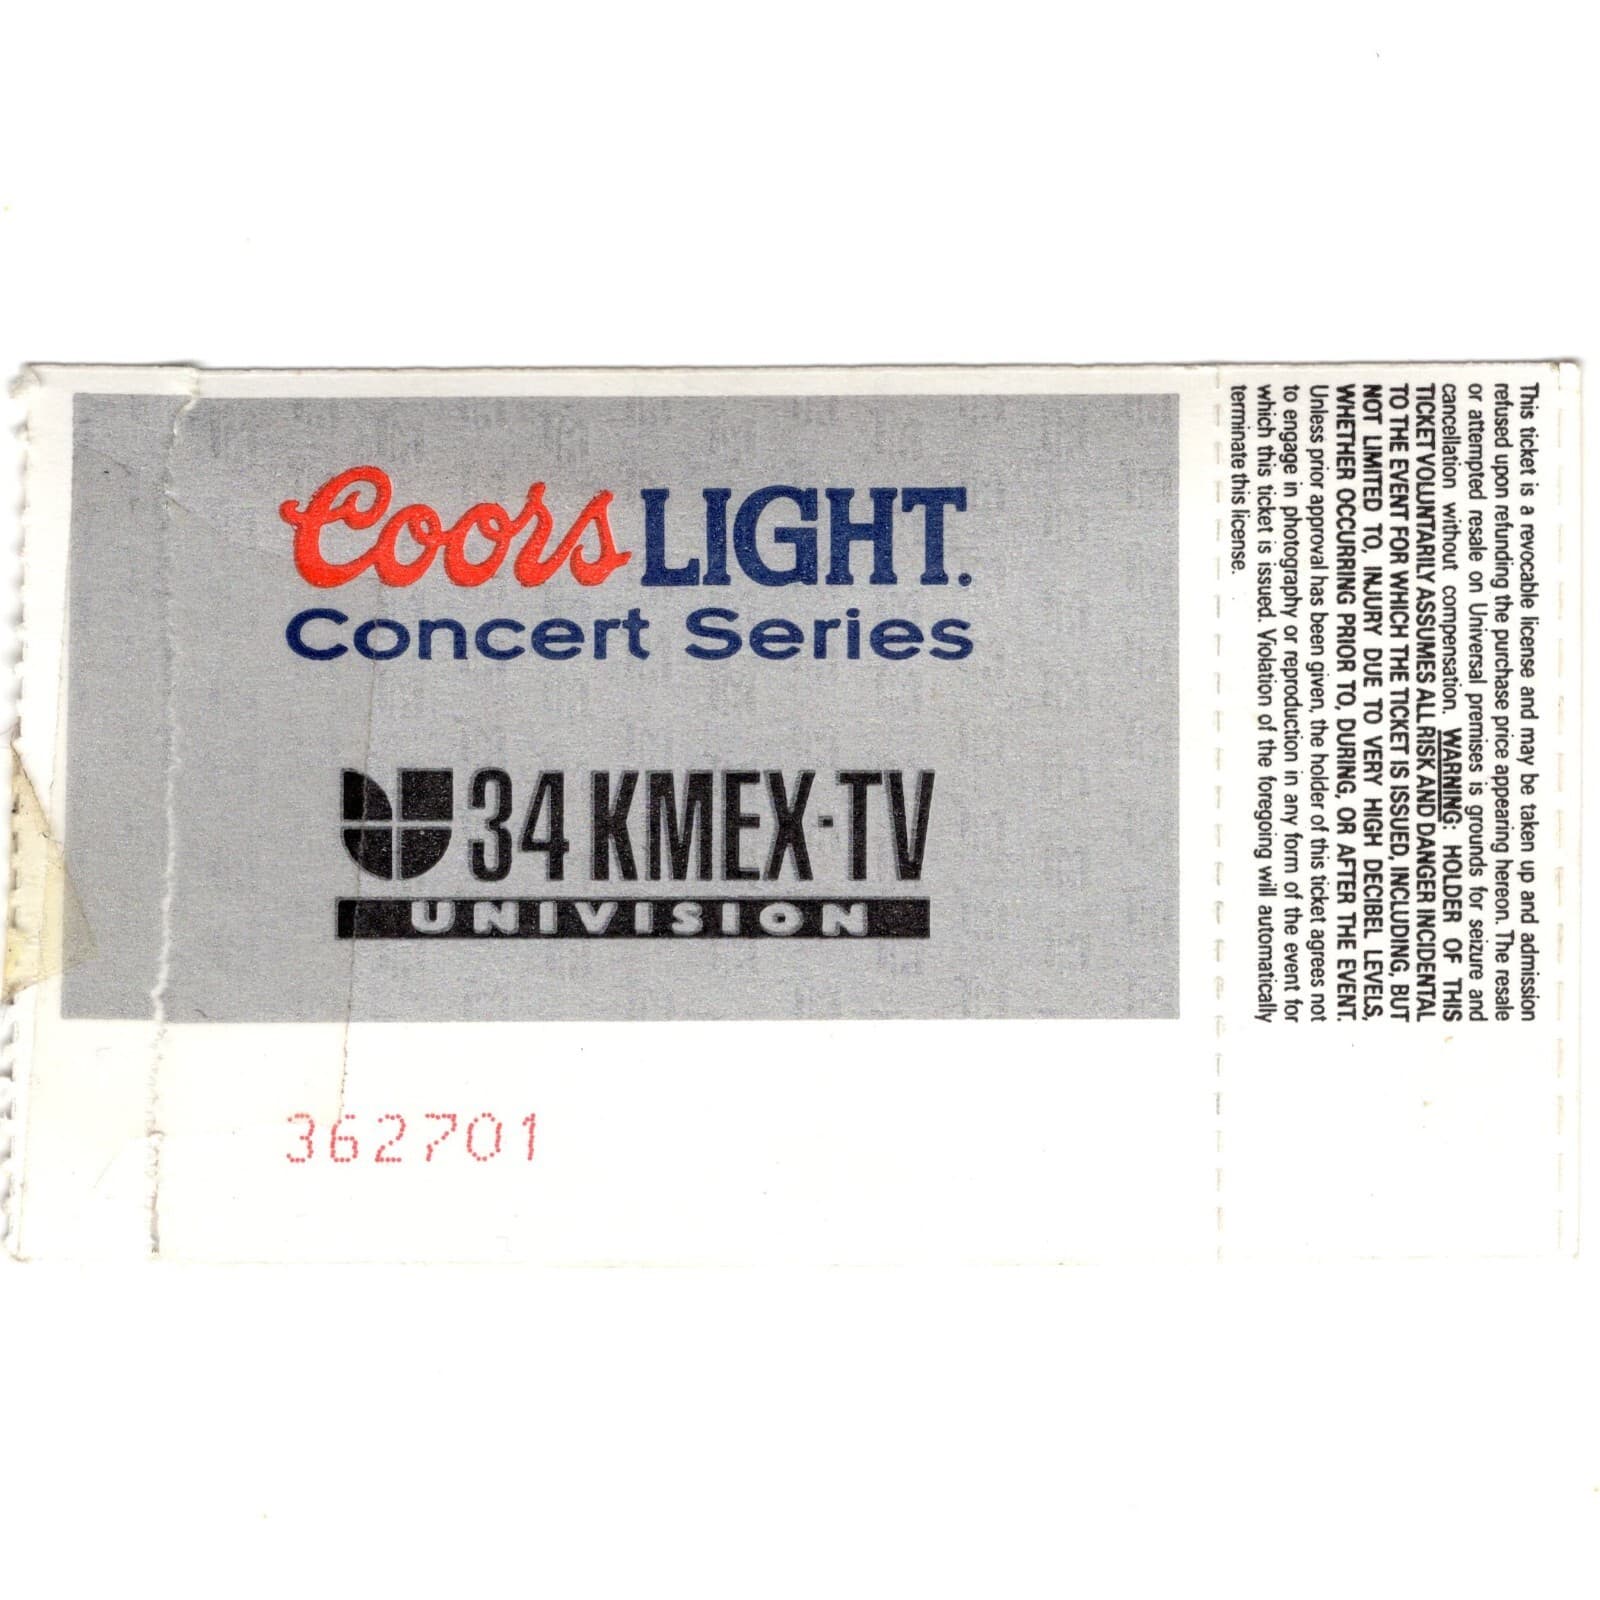 Coors LIGHT.
Concert Series
34 KMEX-TV
UNIVISION
362701
This ticket is a revocable license and may be taken up and admission
refused upon refunding the purchase price appearing hereon. The resale
or attempted resale on Universal premises is grounds for seizure and
cancellation without compensation. WARNING: HOLDER OF THIS
TICKET VOLUNTARILY ASSUMES ALL RISK AND DANGER INCIDENTAL
TO THE EVENT FOR WHICH THE TICKET IS ISSUED, INCLUDING, BUT
NOT LIMITED TO, INJURY DUE TO VERY HIGH DECIBEL LEVELS,
WHETHER OCCURRING PRIOR TO, DURING, OR AFTER THE EVENT.
Unless prior approval has been given, the holder of this ticket agrees not
to engage in photography or reproduction in any form of the event for
which this ticket is issued. Violation of the foregoing will automatically
terminate this license.